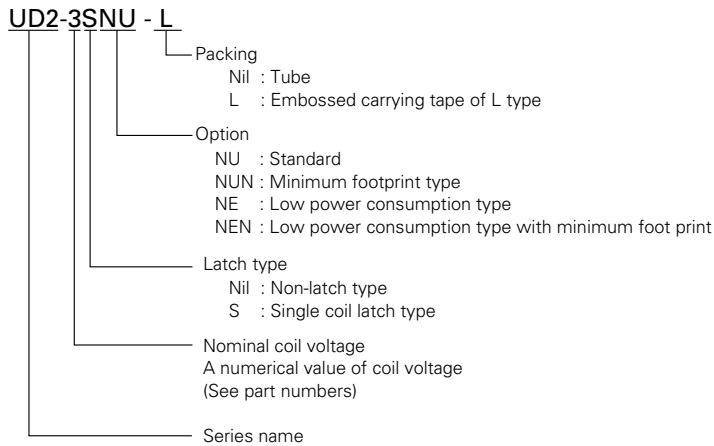 UD2-3SNU - L
Packing
Nil : Tube
L : Embossed carrying tape of L type
Option
NU : Standard
NUN : Minimum footprint type
NE : Low power consumption type
NEN : Low power consumption type with minimum foot print
Latch type
Nil : Non-latch type
S : Single coil latch type
Nominal coil voltage
A numerical value of coil voltage
(See part numbers)
Series name